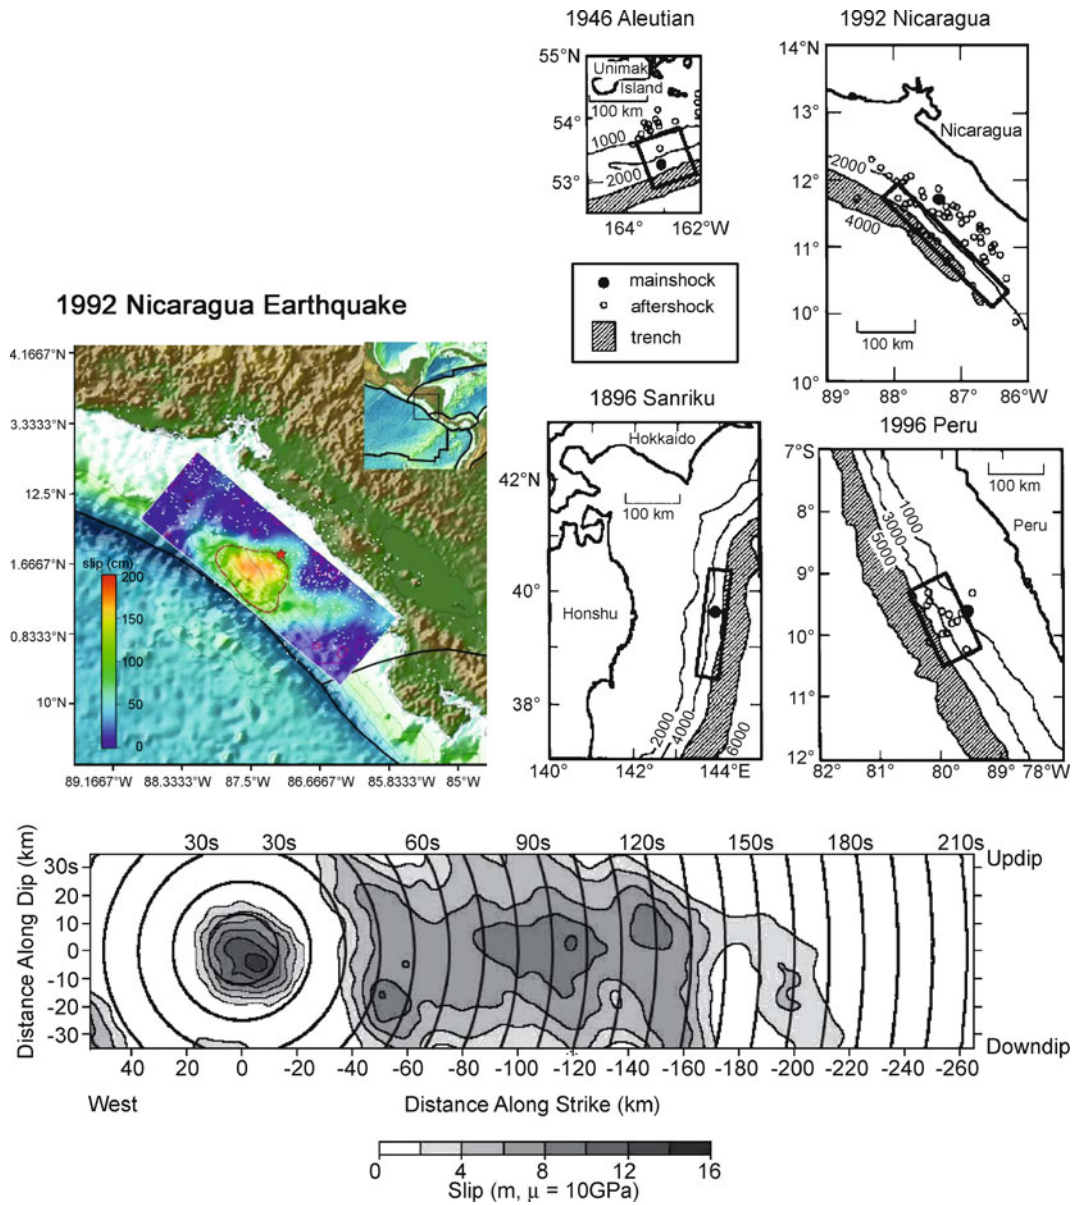 1946 Aleutian
55°N
54°
53°
Unimak
Island
100 km
1000
2000
164°
162°W
1992 Nicaragua
14°N
13°
12°
11°
10°
Nicaragua
2000
4000
100 km
89°
88°
87°
86°W
mainshock
aftershock
trench
1992 Nicaragua Earthquake
4.1667°N
3.3333°N
12.5°N
1.6667°N
0.8333°N
10°N
slip (cm)
200
150
100
50
0
89.1667°W
88.3333°W
87.5°W
86.6667°W
85.8333°W
85°W
1896 Sanriku
42°N
40°
38°
Hokkaido
100 km
Honshu
2000
4000
6000
140°
142°
144°E
1996 Peru
7°S
9°
10°
11°
12°
100 km
Peru
1000
3000
5000
82°
81°
80°
79°
78°W
30s
30s
60s
90s
120s
150s
180s
210s
Distance Along Dip (km)
30s
20
10
0
-10
-20
-30
Updip
Downdip
40
20
0
-20
-40
-60
-80
-100
-120
-140
-160
-180
-200
-220
-240
-260
West
Distance Along Strike (km)
0
4
8
12
16
Slip (m, μ = 10GPa)